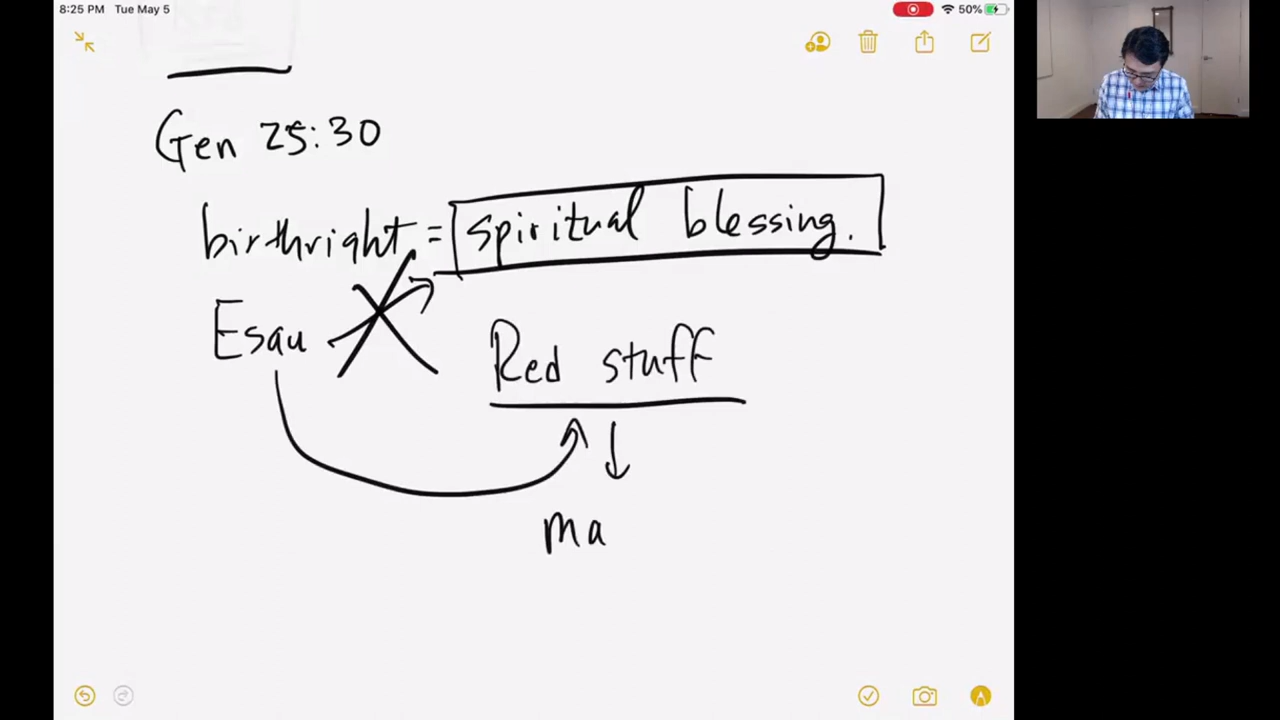 8:25 PM Tue May 5
50%
Gen 25:30
birthright = spiritual blessing.
Esau
Red stuff
ma